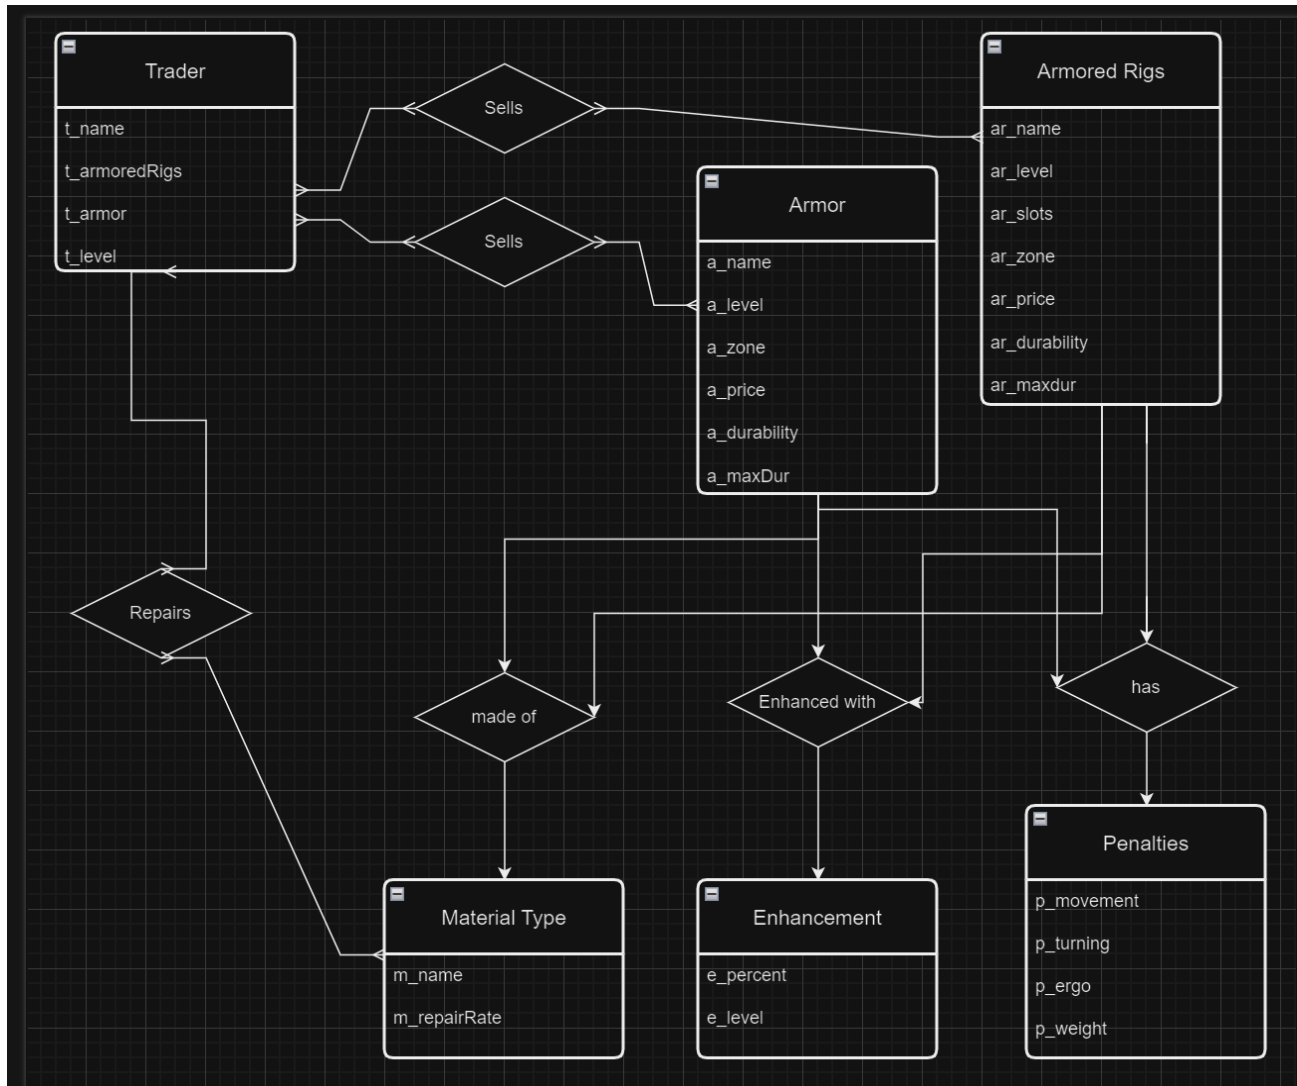 Trader
t_name
t_armoredRigs
t_armor
t_level
Sells
Sells
Armored Rigs
ar_name
ar_level
ar_slots
ar_zone
ar_price
ar_durability
ar_maxdur
Armor
a_name
a_level
a_zone
a_price
a_durability
a_maxDur
Repairs
made of
Enhanced with
has
Material Type
m_name
m_repairRate
Enhancement
e_percent
e_level
Penalties
p_movement
p_turning
p_ergo
p_weight